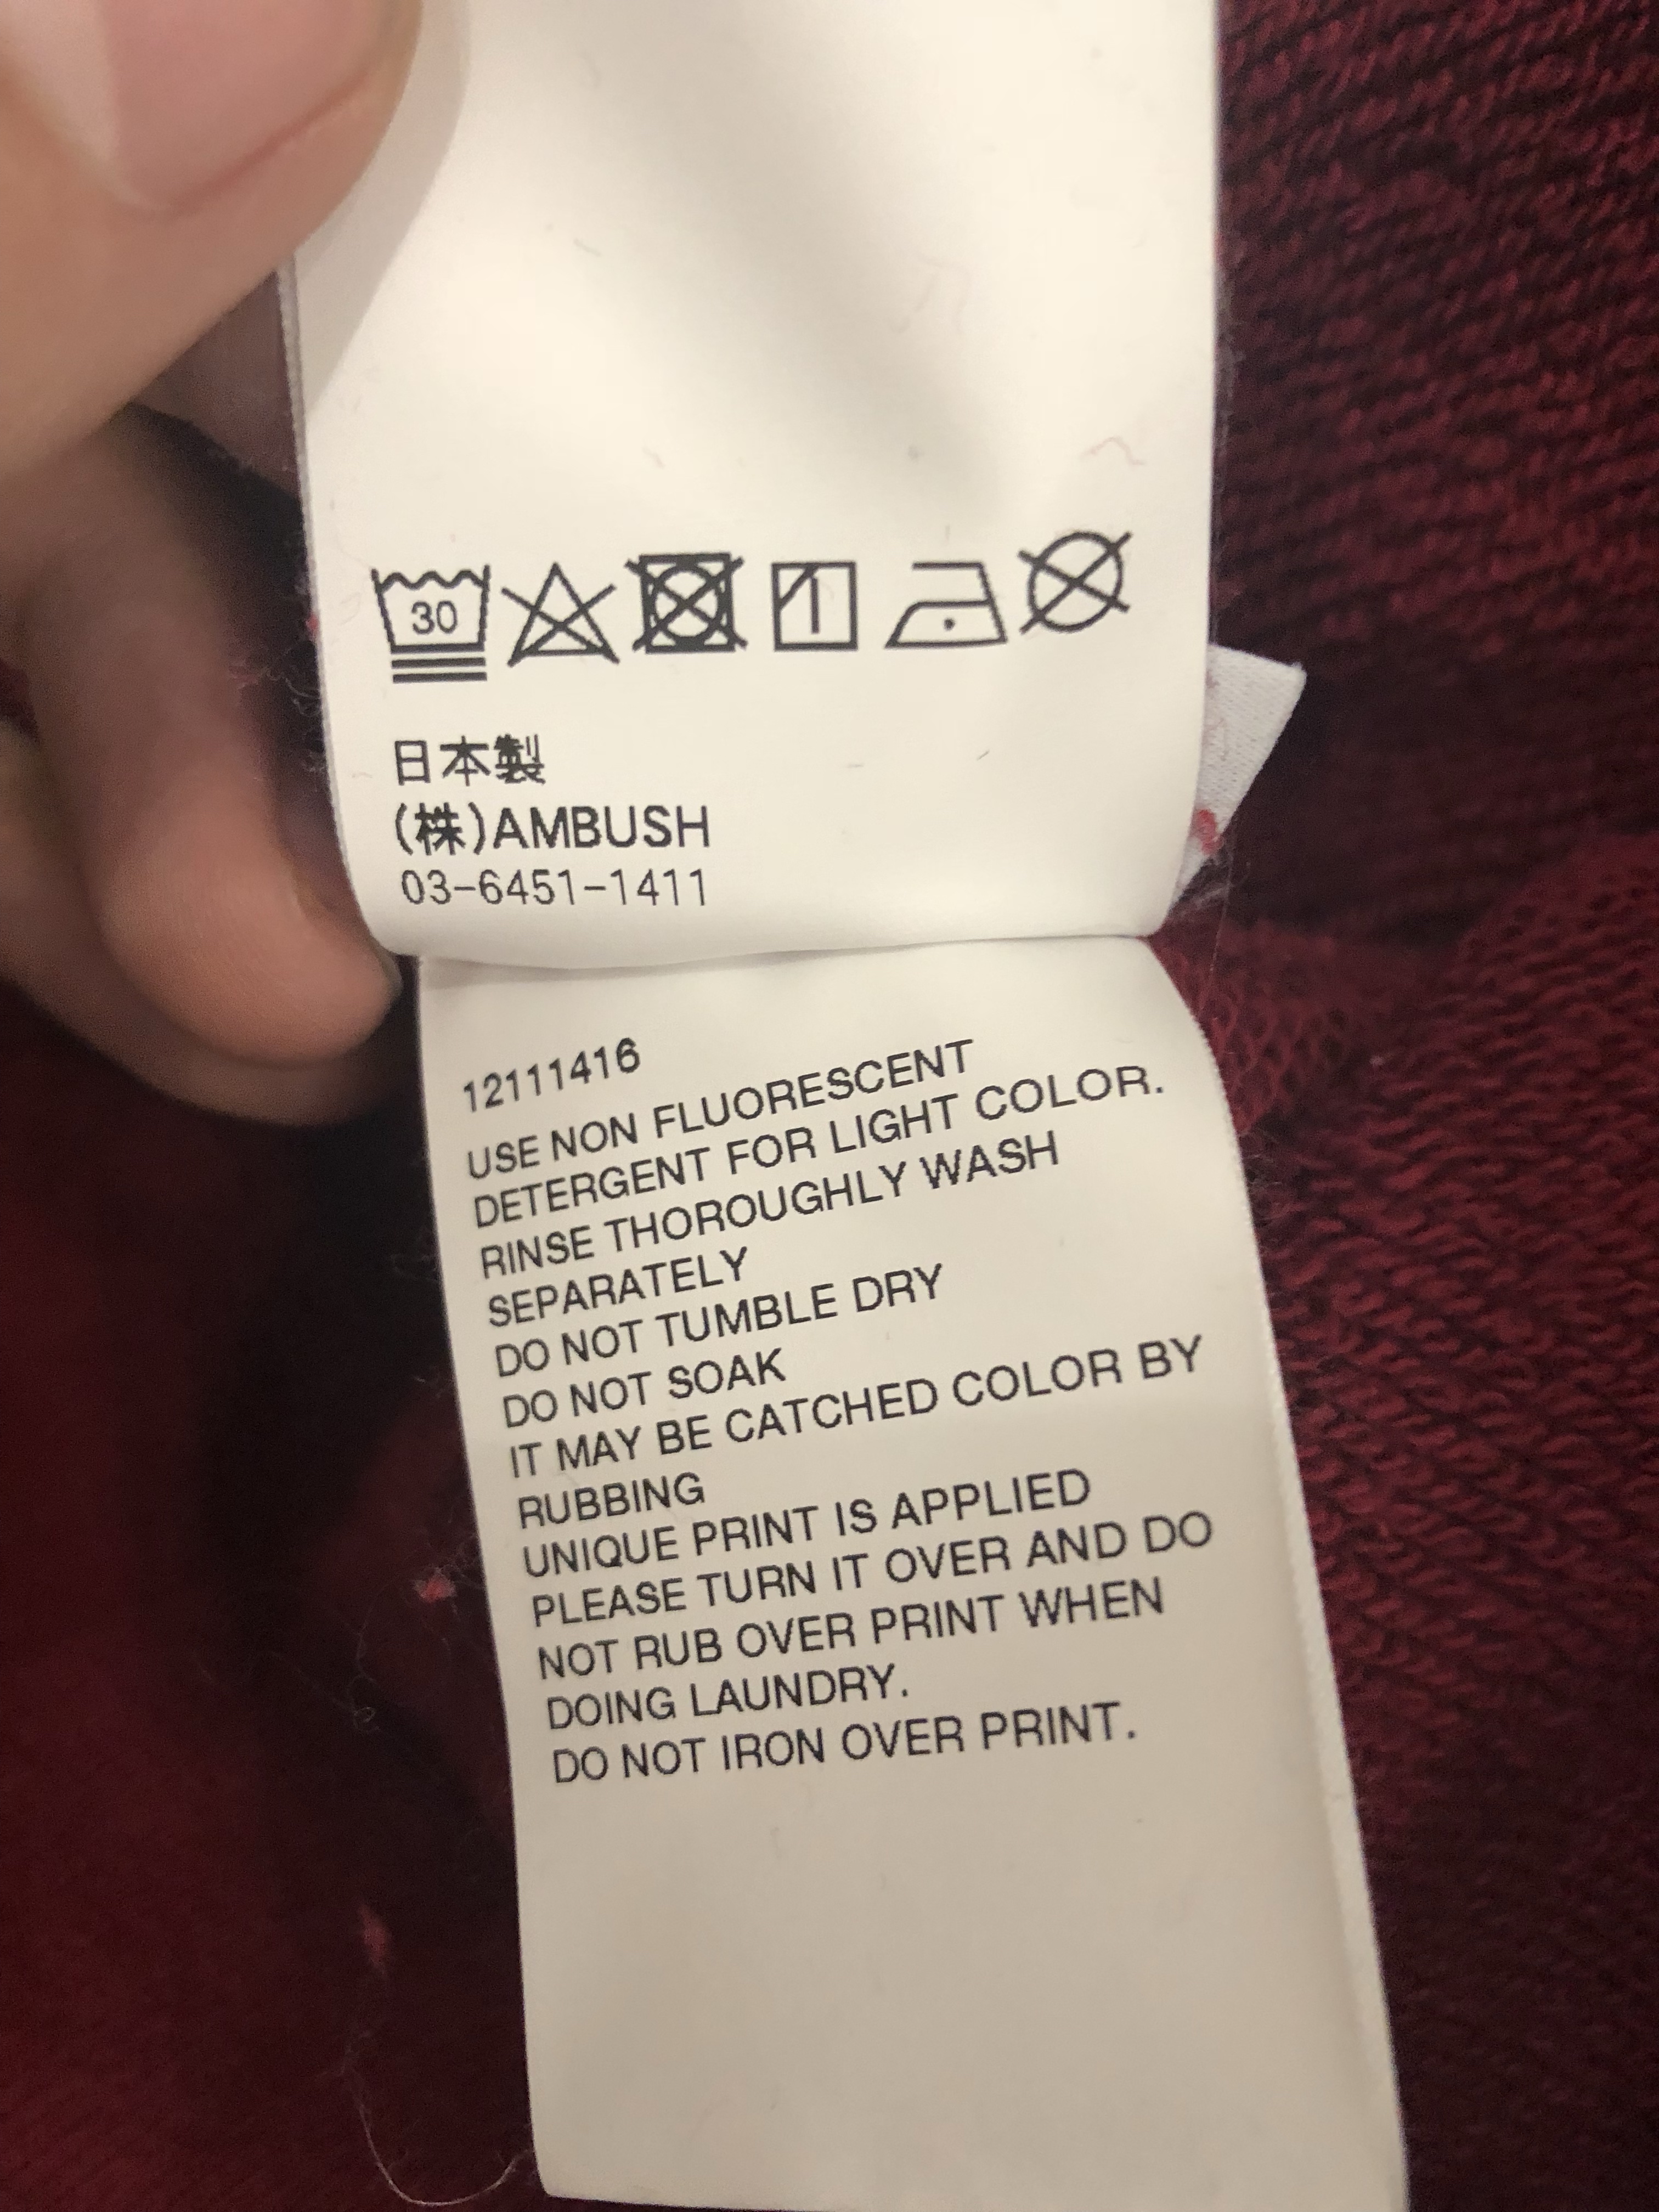 30
日本製
(株)AMBUSH
03-6451-1411
12111416
USE NON FLUORESCENT
DETERGENT FOR LIGHT COLOR.
RINSE THOROUGHLY WASH
SEPARATELY
DO NOT TUMBLE DRY
DO NOT SOAK
IT MAY BE CATCHED COLOR BY
RUBBING
UNIQUE PRINT IS APPLIED
PLEASE TURN IT OVER AND DO
NOT RUB OVER PRINT WHEN
DOING LAUNDRY.
DO NOT IRON OVER PRINT.